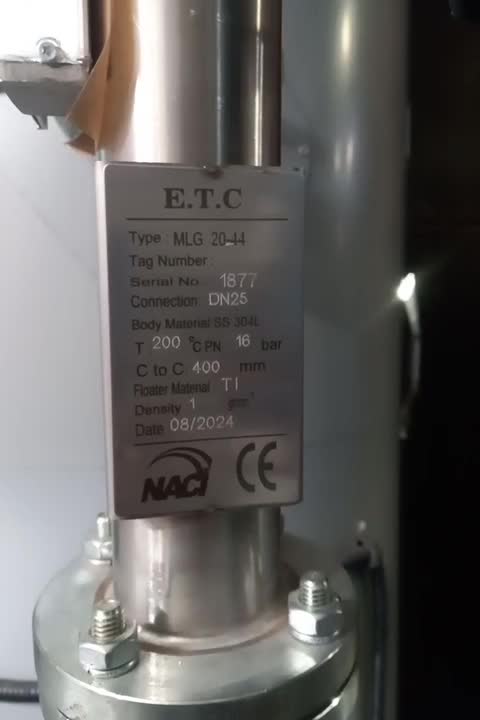 E.T.C
Type : MLG 20-44
Tag Number :
Serial No : 1877
Connection: DN25
Body Material SS 304L
T 200 °C PN 16 bar
C to C 400 mm
Floater Material TI
Density 1 g/cm³
Date 08/2024
NACI CE